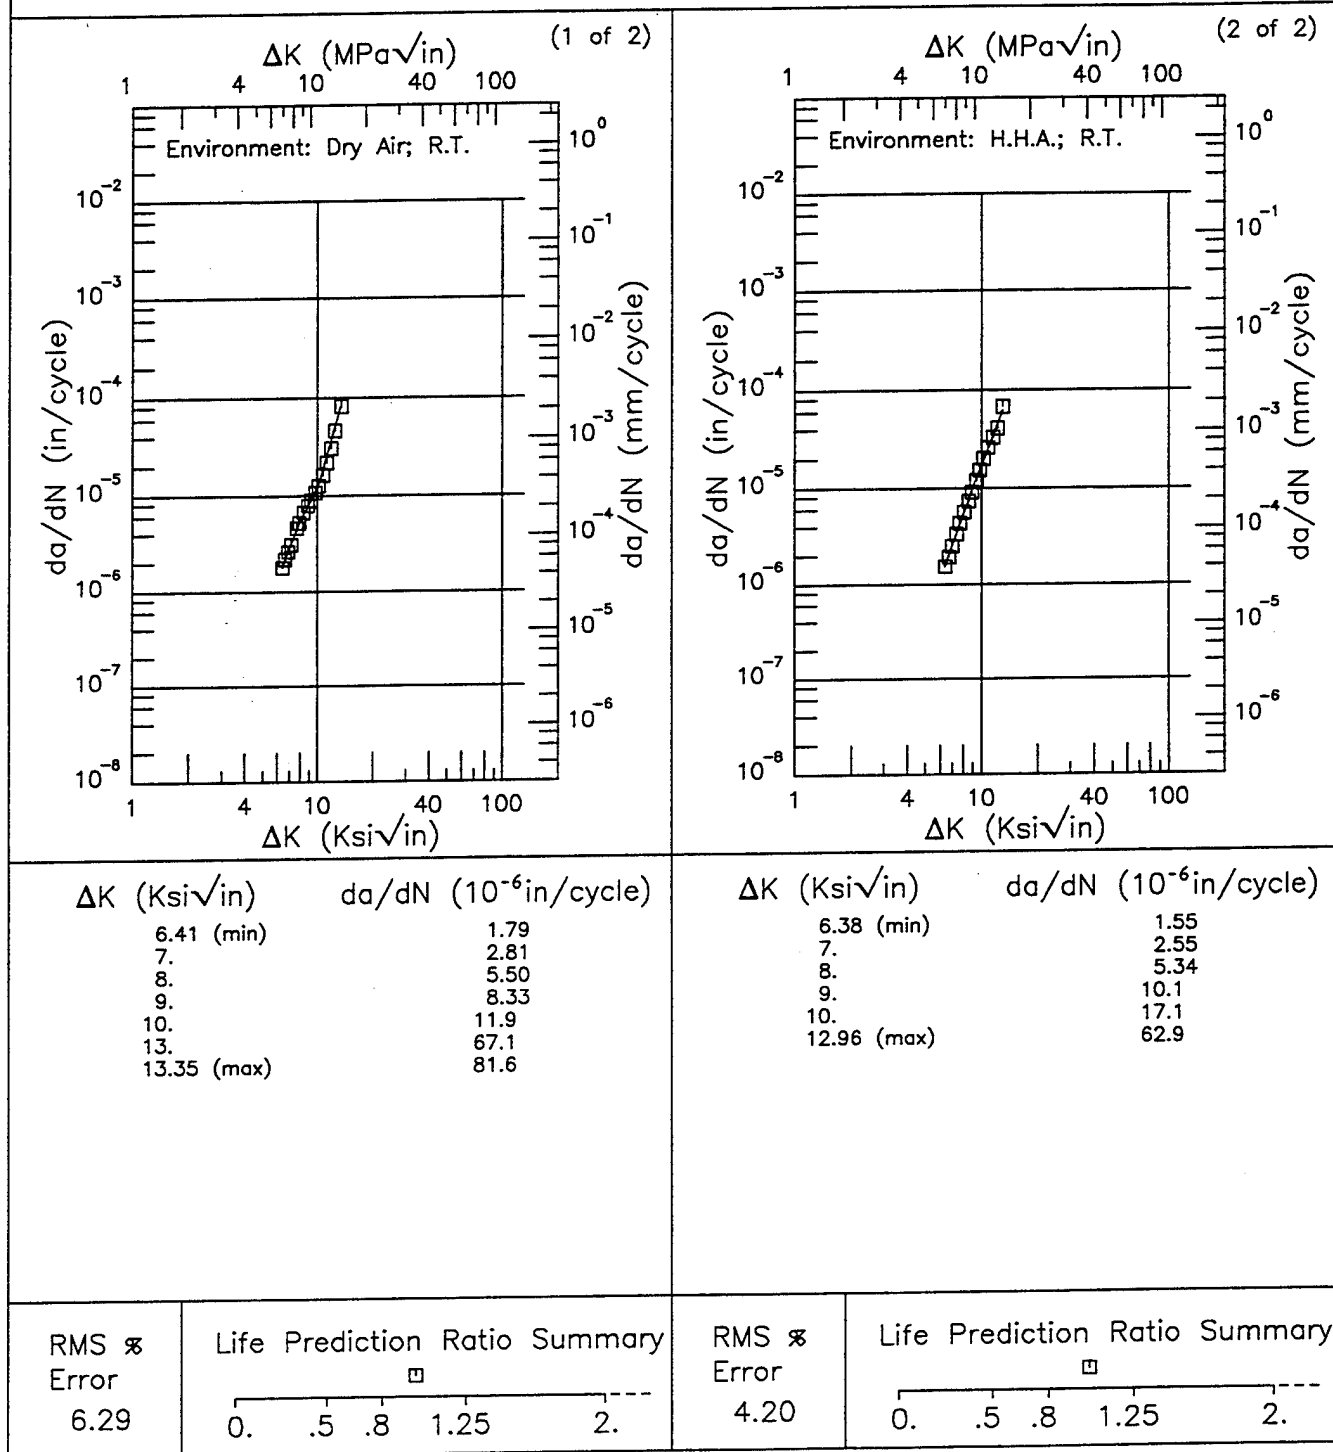 (1 of 2)
ΔK (MPa√in)
1 4 10 40 100
Environment: Dry Air; R.T.
10⁰
10⁻¹
10⁻²
10⁻³
10⁻⁴
10⁻⁵
10⁻⁶
da/dN (mm/cycle)
10⁻²
10⁻³
10⁻⁴
10⁻⁵
10⁻⁶
10⁻⁷
10⁻⁸
da/dN (in/cycle)
1 4 10 40 100
ΔK (Ksi√in)
ΔK (Ksi√in) da/dN (10⁻⁶in/cycle)
6.41 (min) 1.79
7. 2.81
8. 5.50
9. 8.33
10. 11.9
13. 67.1
13.35 (max) 81.6
RMS %
Error
6.29
Life Prediction Ratio Summary
0. .5 .8 1.25 2.
(2 of 2)
ΔK (MPa√in)
1 4 10 40 100
Environment: H.H.A.; R.T.
10⁰
10⁻¹
10⁻²
10⁻³
10⁻⁴
10⁻⁵
10⁻⁶
da/dN (mm/cycle)
10⁻²
10⁻³
10⁻⁴
10⁻⁵
10⁻⁶
10⁻⁷
10⁻⁸
da/dN (in/cycle)
1 4 10 40 100
ΔK (Ksi√in)
ΔK (Ksi√in) da/dN (10⁻⁶in/cycle)
6.38 (min) 1.55
7. 2.55
8. 5.34
9. 10.1
10. 17.1
12.96 (max) 62.9
RMS %
Error
4.20
Life Prediction Ratio Summary
0. .5 .8 1.25 2.